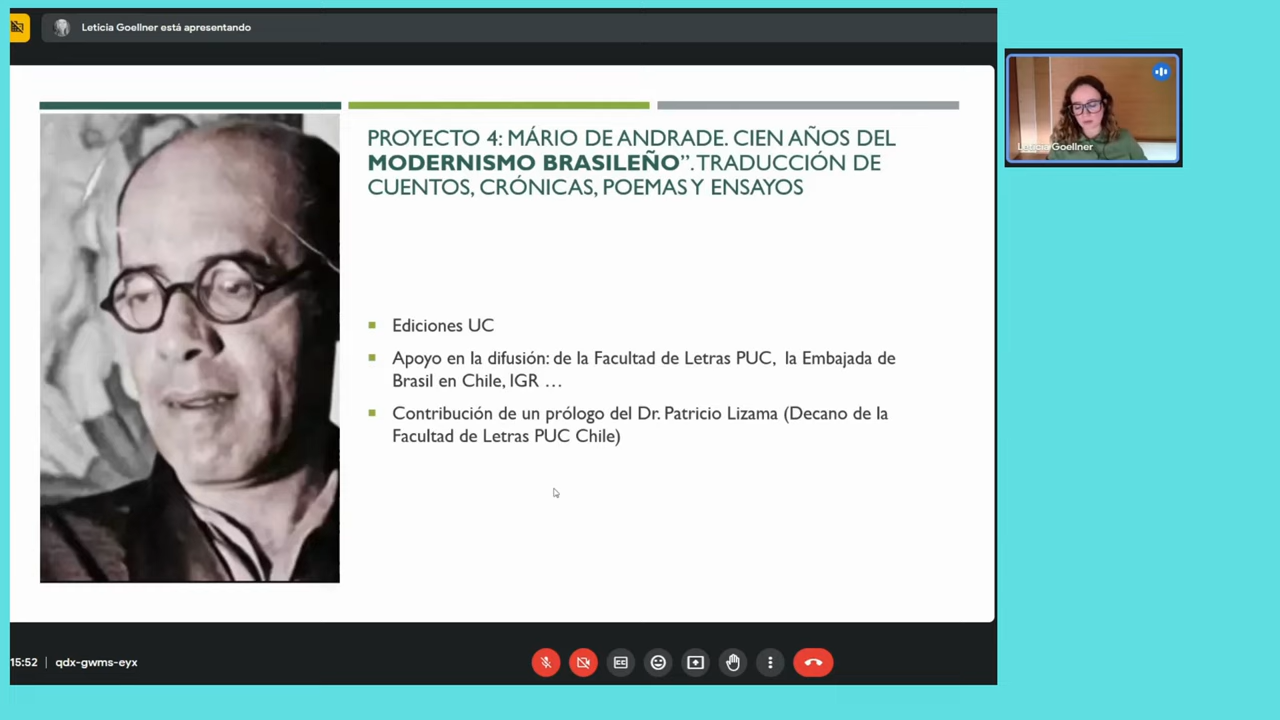 Leticia Goellner está apresentando
PROYECTO 4: MÁRIO DE ANDRADE. CIEN AÑOS DEL
MODERNISMO BRASILEÑO”. TRADUCCIÓN DE
CUENTOS, CRÓNICAS, POEMAS Y ENSAYOS
Ediciones UC
Apoyo en la difusión: de la Facultad de Letras PUC, la Embajada de
Brasil en Chile, IGR …
Contribución de un prólogo del Dr. Patricio Lizama (Decano de la
Facultad de Letras PUC Chile)
Leticia Goellner
15:52 | qdx-gwms-eyx